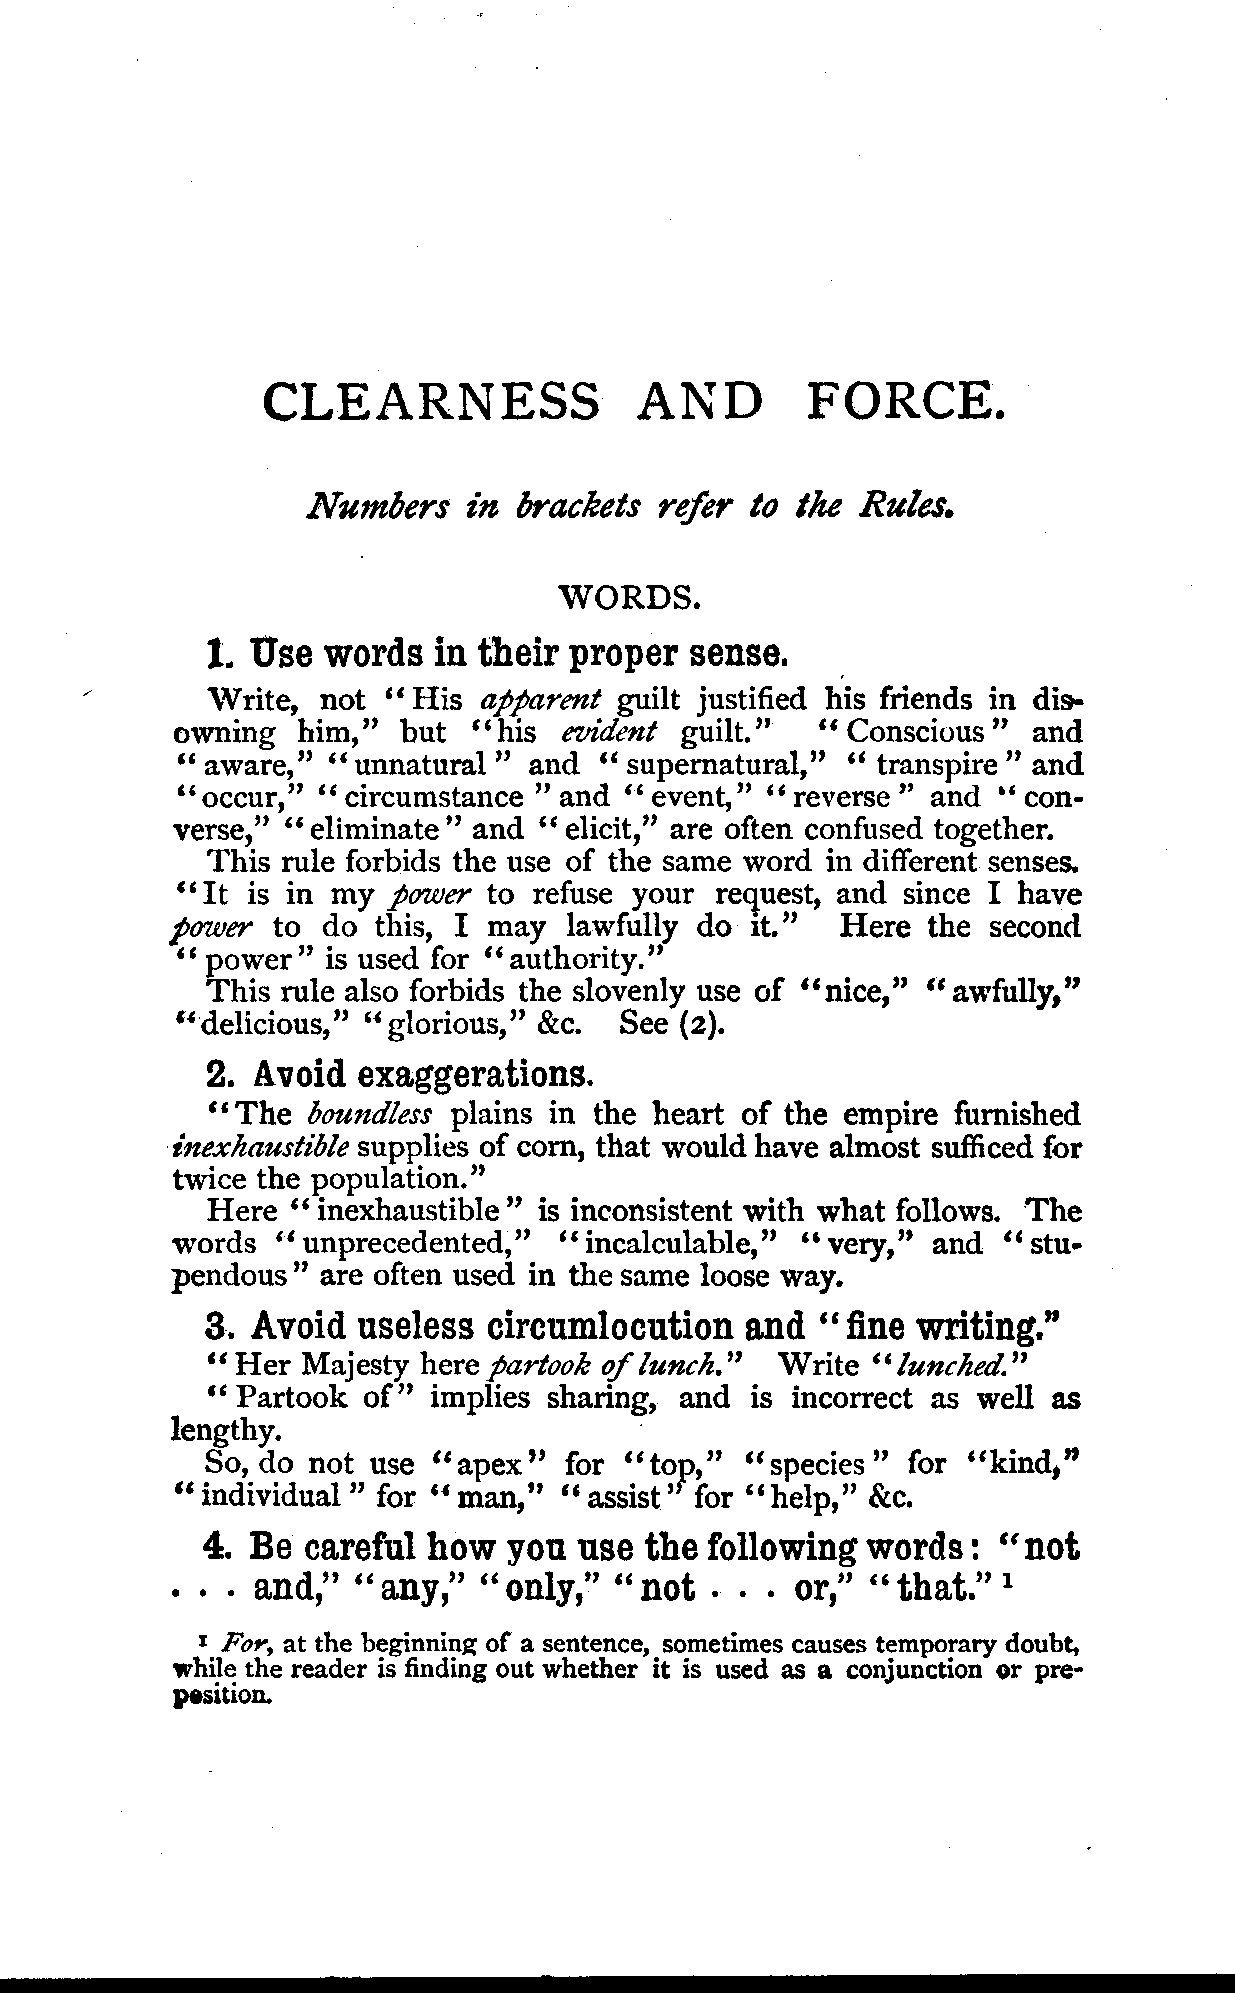 CLEARNESS AND FORCE.
Numbers in brackets refer to the Rules.
WORDS.
1. Use words in their proper sense.
Write, not "His apparent guilt justified his friends in dis-
owning him," but "his evident guilt." "Conscious" and
"aware," "unnatural" and "supernatural," "transpire" and
"occur," "circumstance" and "event," "reverse" and "con-
verse," "eliminate" and "elicit," are often confused together.
This rule forbids the use of the same word in different senses.
"It is in my power to refuse your request, and since I have
power to do this, I may lawfully do it." Here the second
"power" is used for "authority."
This rule also forbids the slovenly use of "nice," "awfully,"
"delicious," "glorious," &c. See (2).
2. Avoid exaggerations.
"The boundless plains in the heart of the empire furnished
inexhaustible supplies of corn, that would have almost sufficed for
twice the population."
Here "inexhaustible" is inconsistent with what follows. The
words "unprecedented," "incalculable," "very," and "stu-
pendous" are often used in the same loose way.
3. Avoid useless circumlocution and "fine writing."
"Her Majesty here partook of lunch." Write "lunched."
"Partook of" implies sharing, and is incorrect as well as
lengthy.
So, do not use "apex" for "top," "species" for "kind,"
"individual" for "man," "assist" for "help," &c.
4. Be careful how you use the following words: "not
. . . and," "any," "only," "not . . . or," "that." 1
1 For, at the beginning of a sentence, sometimes causes temporary doubt,
while the reader is finding out whether it is used as a conjunction or pre-
position.